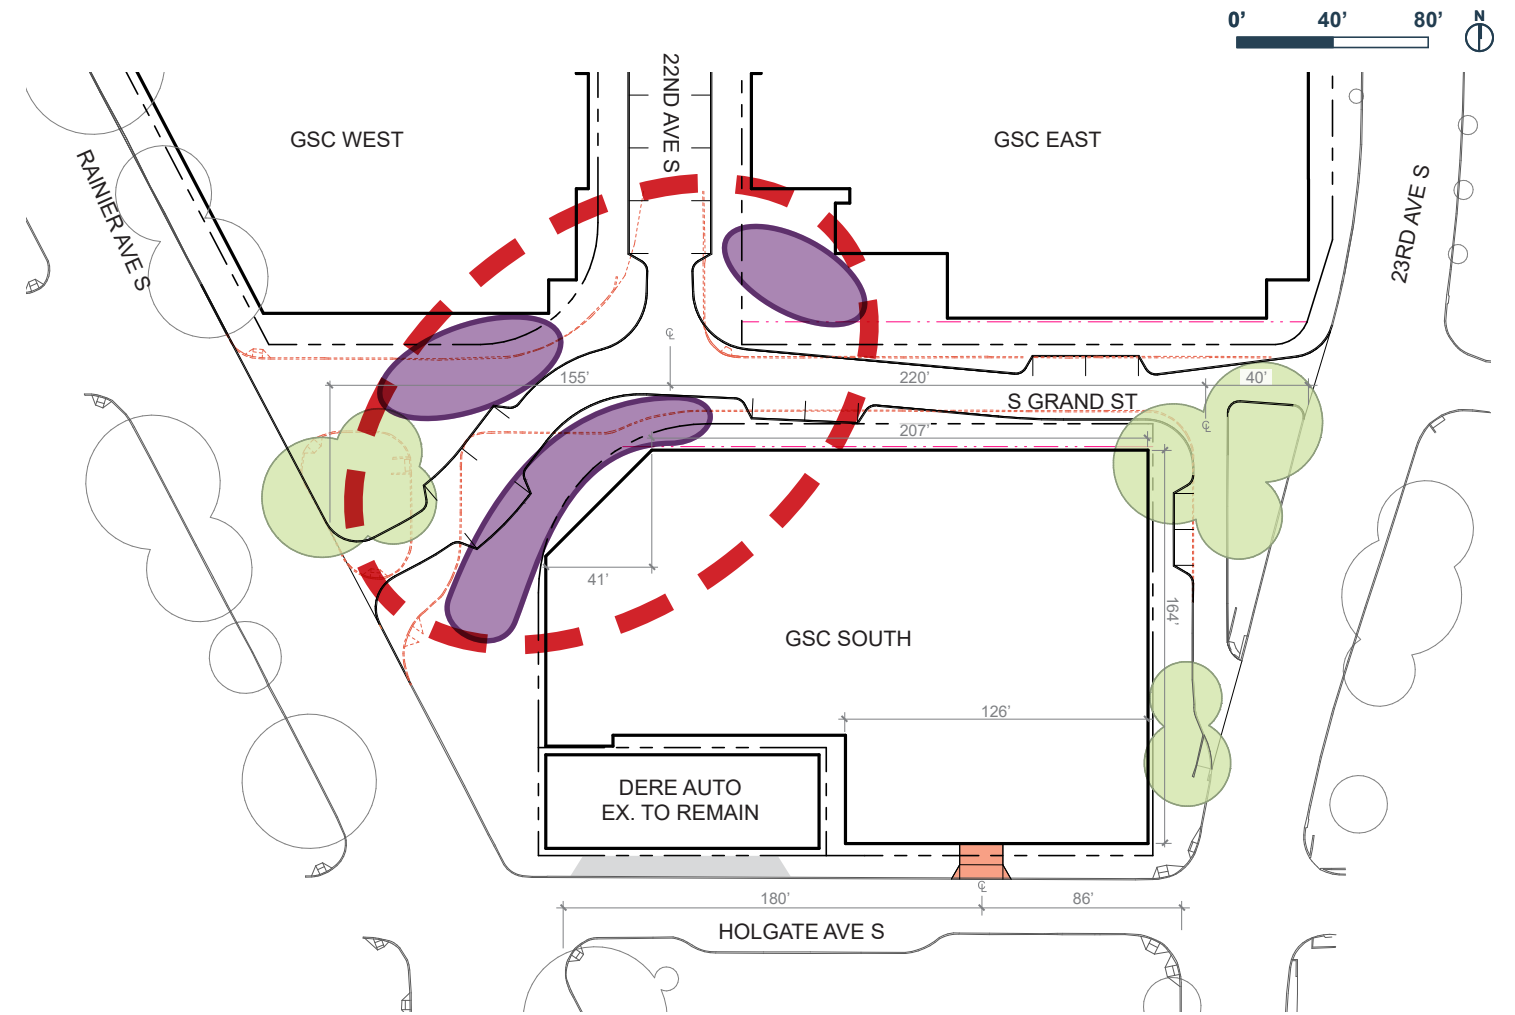 0’ 40’ 80’ N
22ND AVE S
GSC WEST
GSC EAST
RAINIER AVE S
23RD AVE S
℄
155’ 220’ 40’
S GRAND ST
℄
207’
41’
164’
GSC SOUTH
126’
DERE AUTO
EX. TO REMAIN
℄
180’ 86’
HOLGATE AVE S